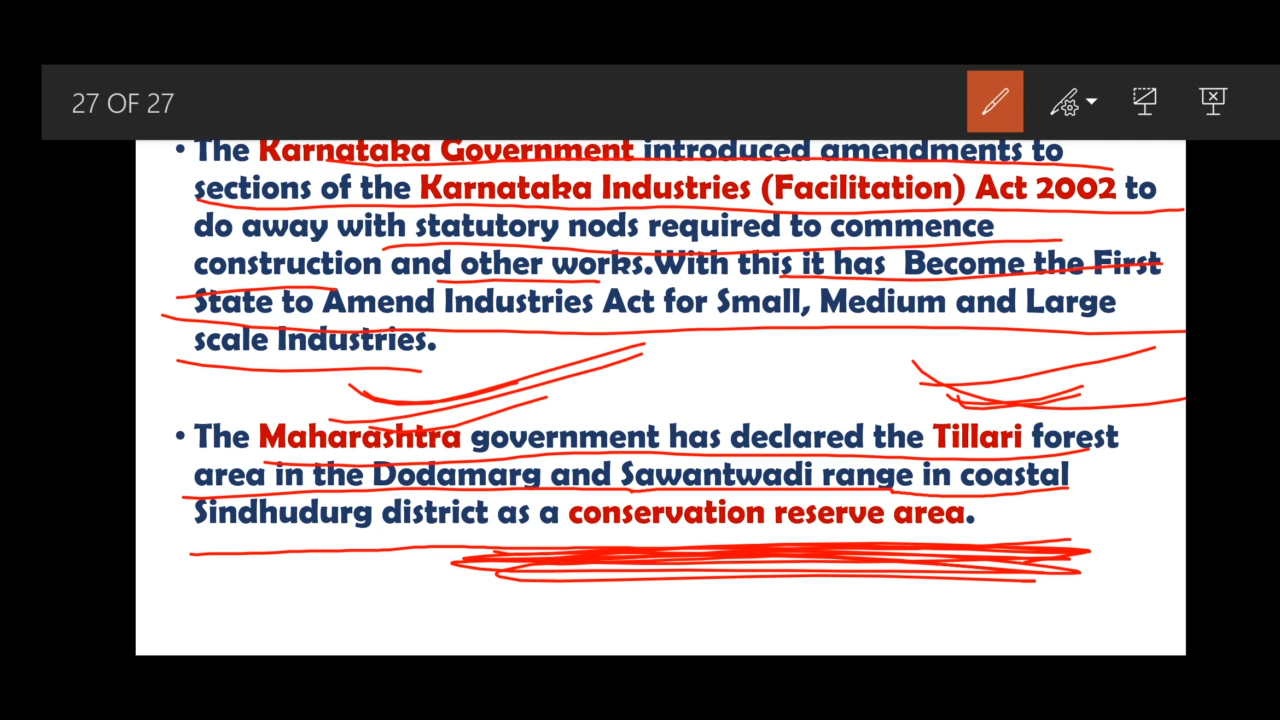 27 OF 27
• The Karnataka Government introduced amendments to
sections of the Karnataka Industries (Facilitation) Act 2002 to
do away with statutory nods required to commence
construction and other works.With this it has Become the First
State to Amend Industries Act for Small, Medium and Large
scale Industries.
• The Maharashtra government has declared the Tillari forest
area in the Dodamarg and Sawantwadi range in coastal
Sindhudurg district as a conservation reserve area.